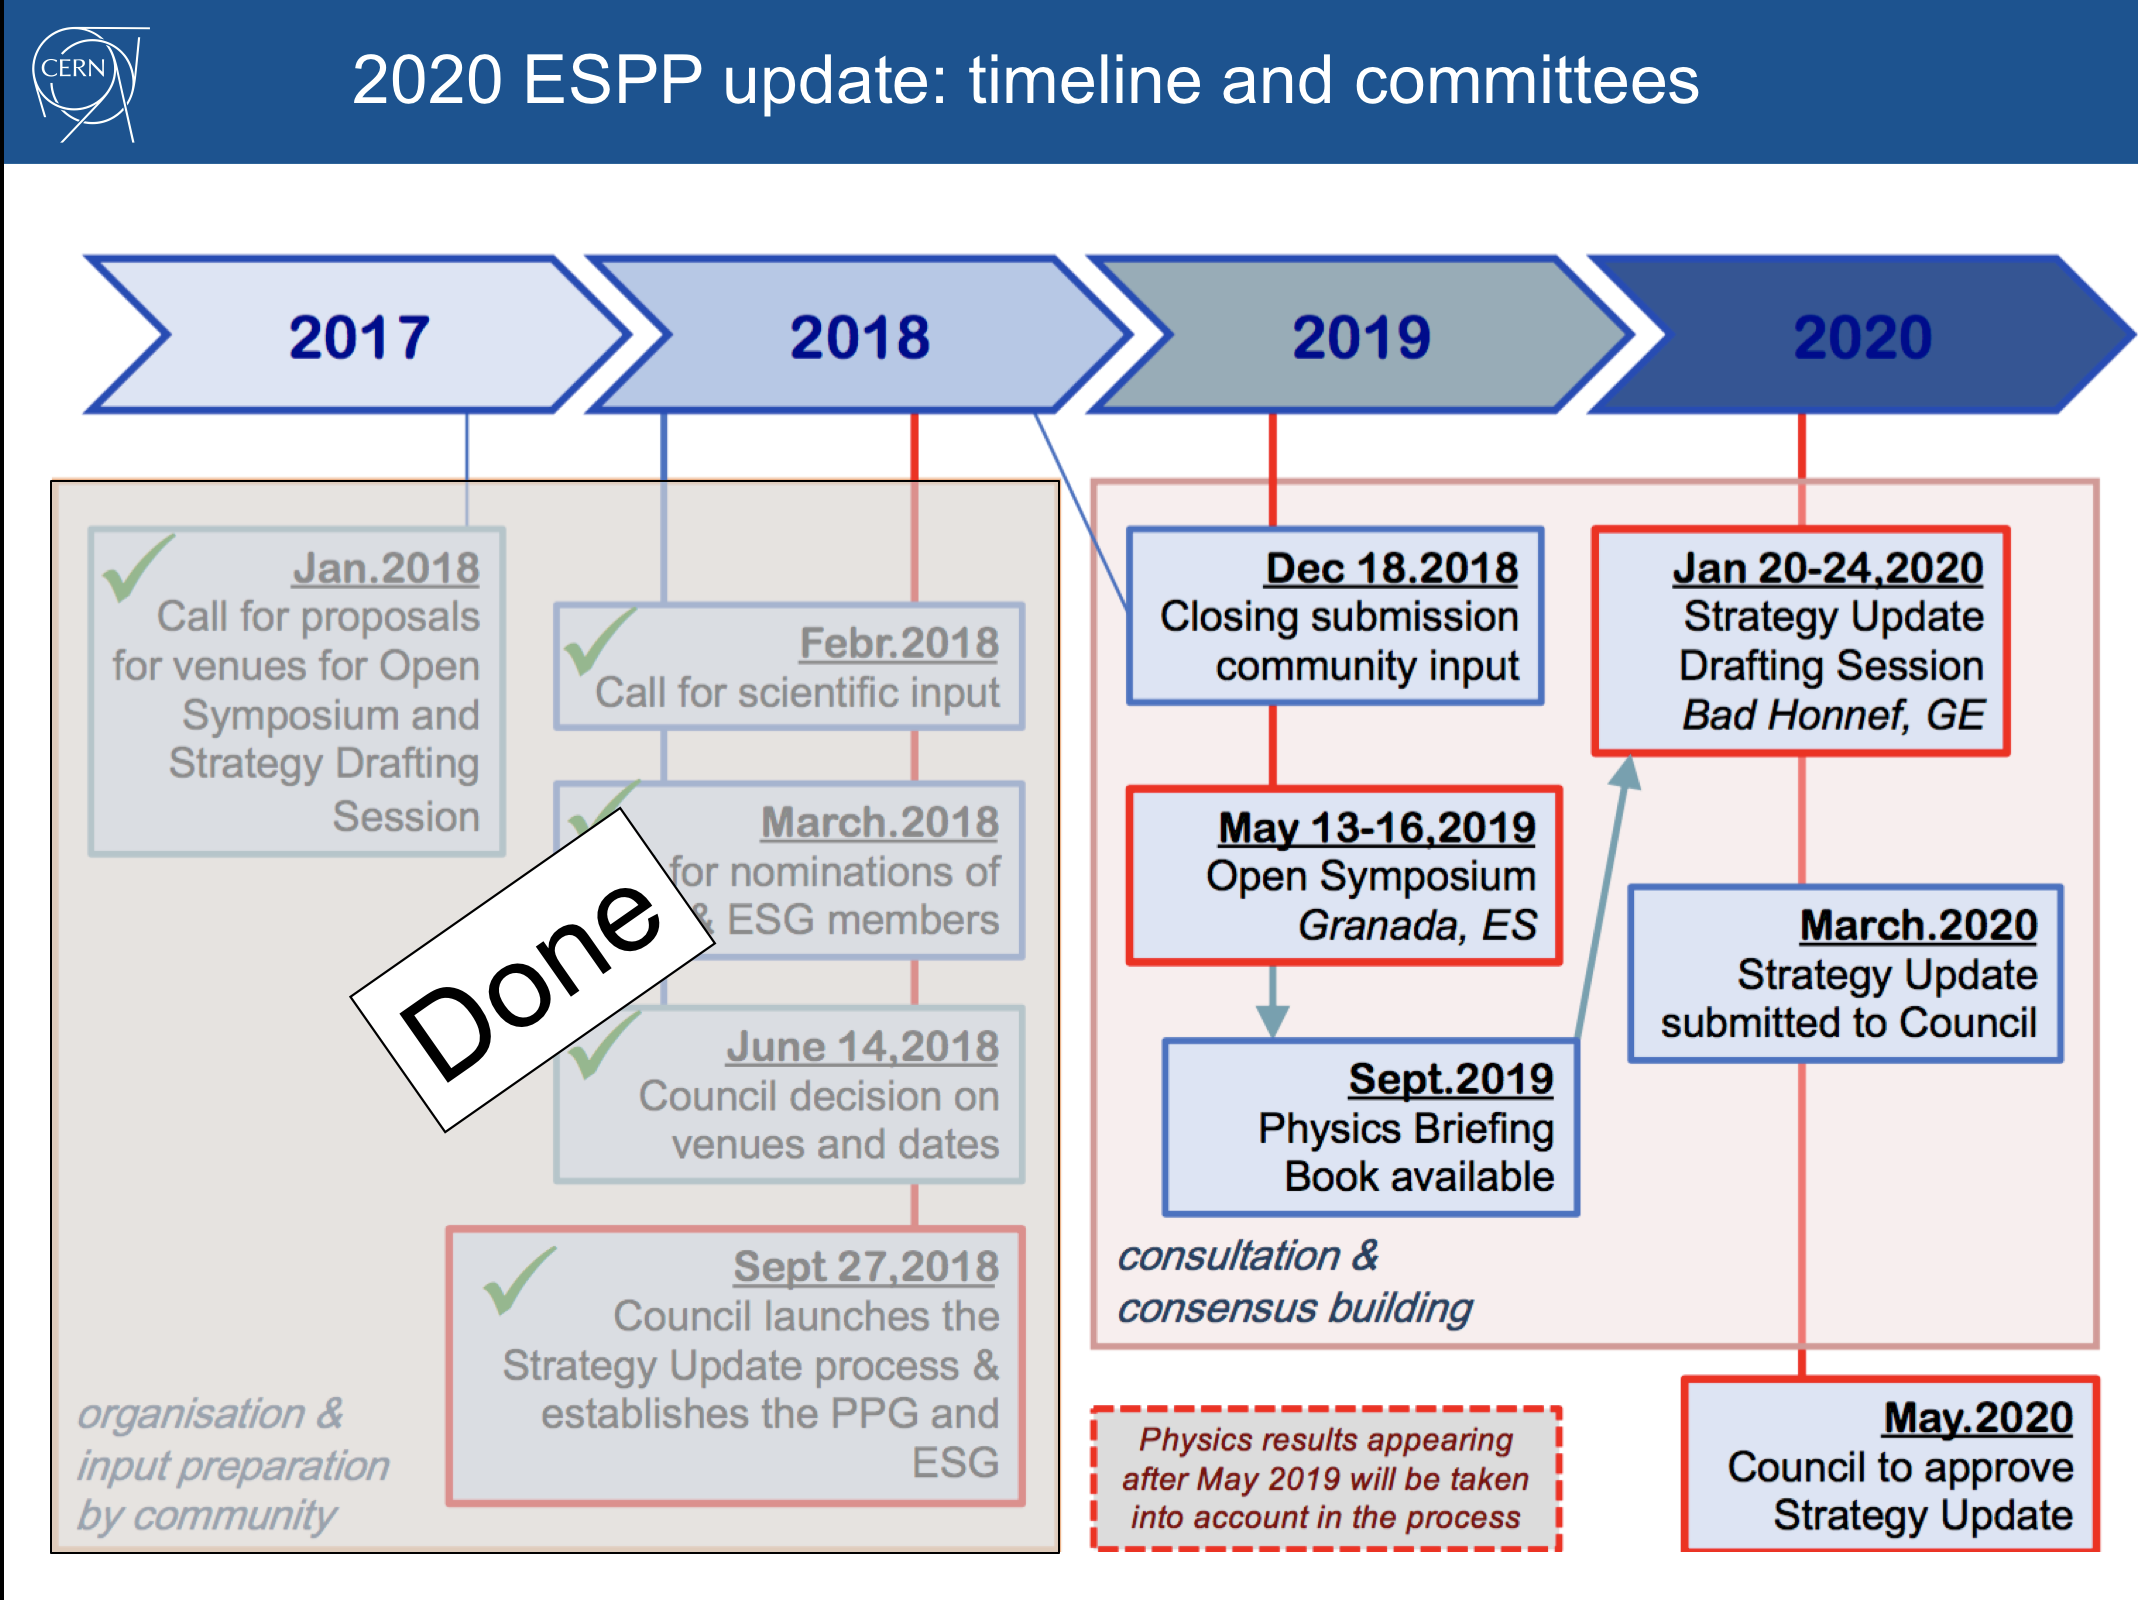 CERN
2020 ESPP update: timeline and committees
2017
2018
2019
2020
Jan.2018
Call for proposals
for venues for Open
Symposium and
Strategy Drafting
Session
Febr.2018
Call for scientific input
March.2018
for nominations of
& ESG members
Done
June 14,2018
Council decision on
venues and dates
Sept 27,2018
Council launches the
Strategy Update process &
establishes the PPG and
ESG
organisation &
input preparation
by community
Dec 18.2018
Closing submission
community input
May 13-16,2019
Open Symposium
Granada, ES
Sept.2019
Physics Briefing
Book available
consultation &
consensus building
Jan 20-24,2020
Strategy Update
Drafting Session
Bad Honnef, GE
March.2020
Strategy Update
submitted to Council
Physics results appearing
after May 2019 will be taken
into account in the process
May.2020
Council to approve
Strategy Update